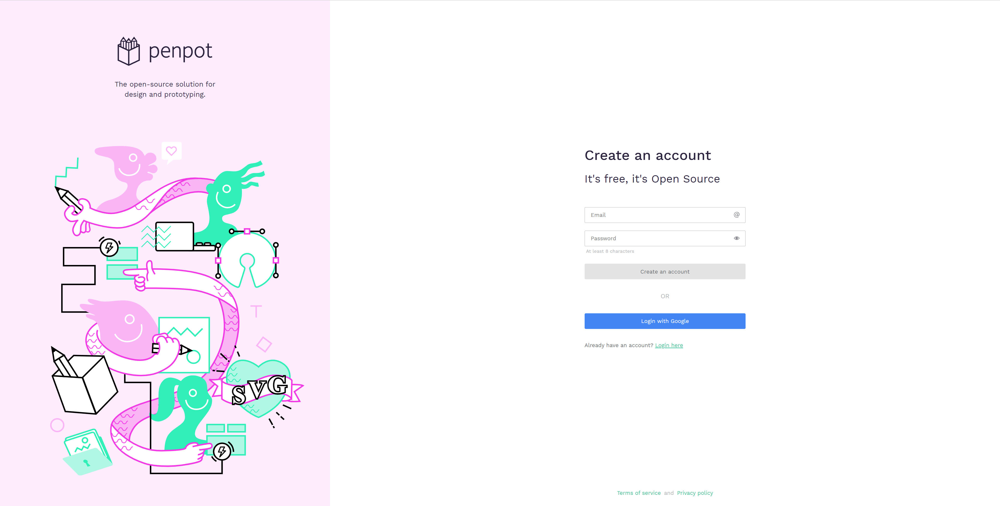 penpot
The open-source solution for
design and prototyping.
SVG
Create an account
It's free, it's Open Source
Email @
Password
At least 8 characters
Create an account
OR
Login with Google
Already have an account? Login here
Terms of service and Privacy policy